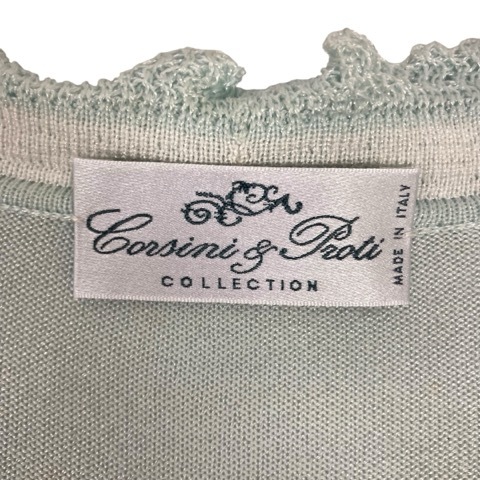 Corsini & Proti
COLLECTION
MADE IN ITALY